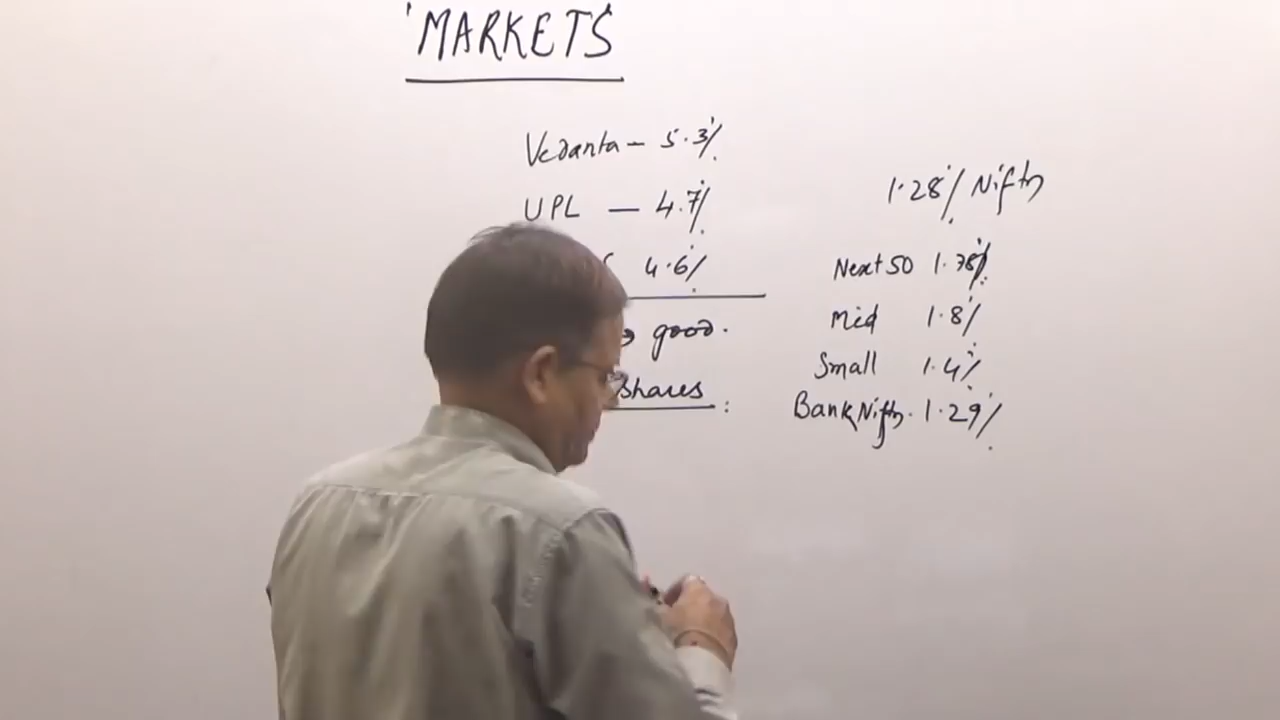 'MARKETS'
Vedanta – 5.3%
UPL – 4.7%
4.6%
good.
Shares :
1.28% Nifty
Next 50 1.78%
Mid 1.8%
Small 1.4%
Bank Nifty. 1.29%